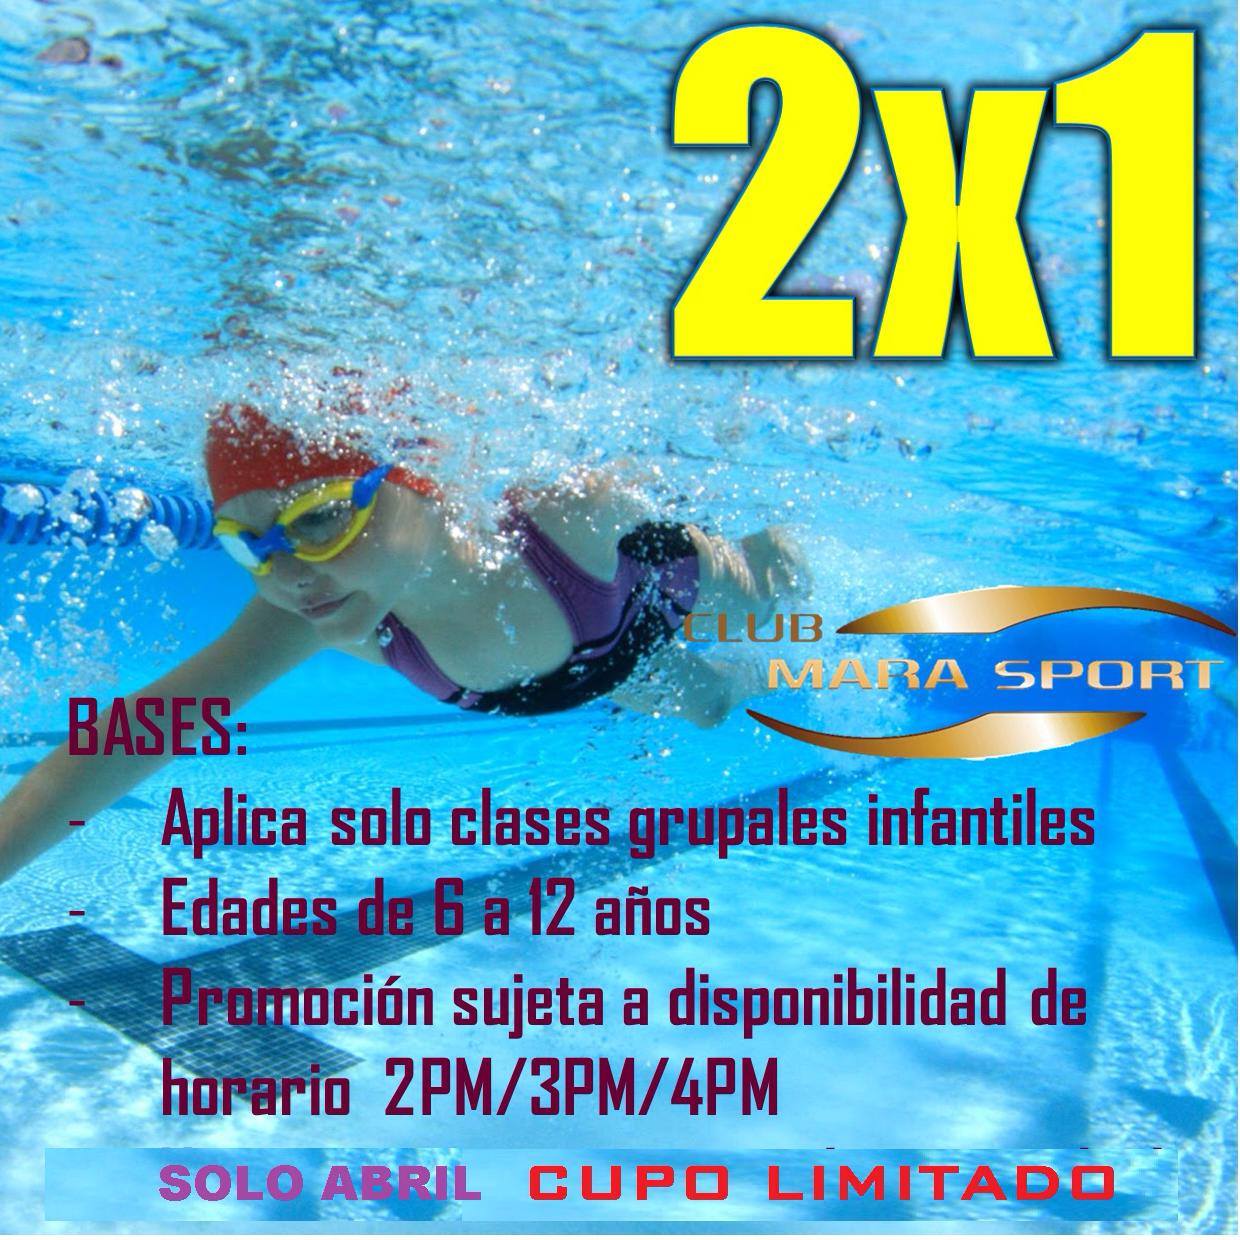 2x1
CLUB
MARA SPORT
BASES:
- Aplica solo clases grupales infantiles
- Edades de 6 a 12 años
- Promoción sujeta a disponibilidad de
horario 2PM/3PM/4PM
SOLO ABRIL CUPO LIMITADO